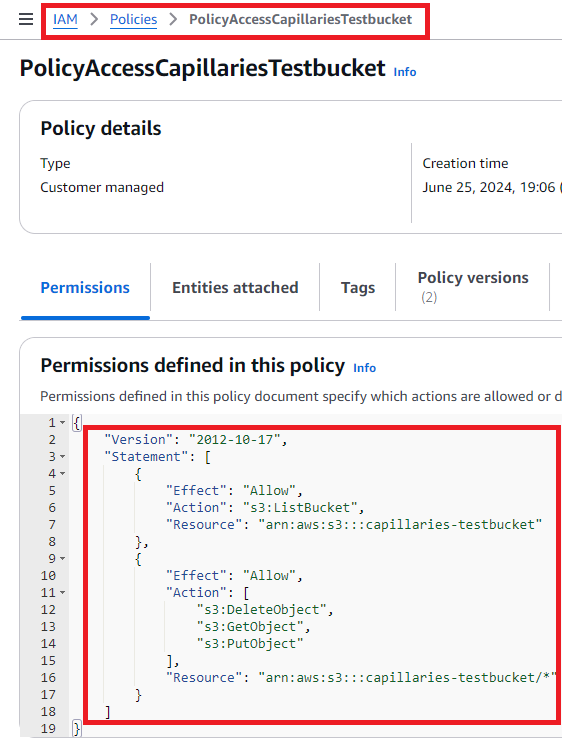 IAM > Policies > PolicyAccessCapillariesTestbucket
PolicyAccessCapillariesTestbucket Info
Policy details
Type
Customer managed
Creation time
June 25, 2024, 19:06 (
Permissions
Entities attached
Tags
Policy versions
(2)
Permissions defined in this policy Info
Permissions defined in this policy document specify which actions are allowed or d
1 {
2 "Version": "2012-10-17",
3 "Statement": [
4 {
5 "Effect": "Allow",
6 "Action": "s3:ListBucket",
7 "Resource": "arn:aws:s3:::capillaries-testbucket"
8 },
9 {
10 "Effect": "Allow",
11 "Action": [
12 "s3:DeleteObject",
13 "s3:GetObject",
14 "s3:PutObject"
15 ],
16 "Resource": "arn:aws:s3:::capillaries-testbucket/*"
17 }
18 ]
19 }